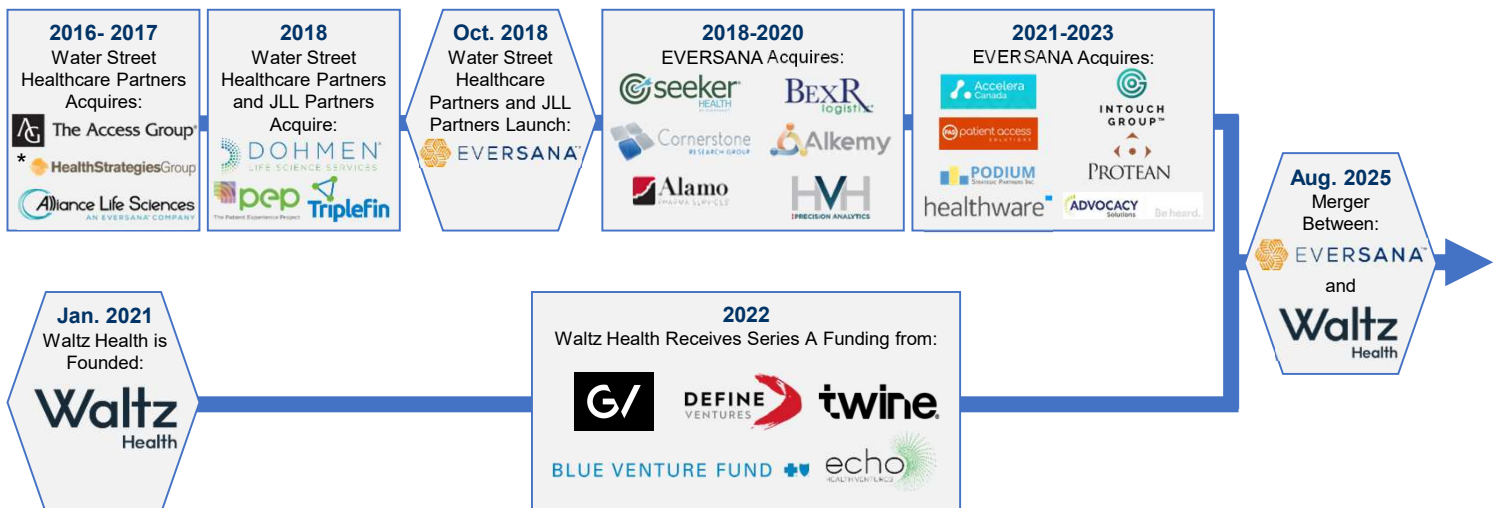 2016- 2017
Water Street
Healthcare Partners
Acquires:
AG The Access Group®
* HealthStrategiesGroup
Alliance Life Sciences
AN EVERSANA® COMPANY
2018
Water Street
Healthcare Partners
and JLL Partners
Acquire:
DOHMEN®
LIFE SCIENCE SERVICES
pep
The Patient Experience Project
Triplefin
Oct. 2018
Water Street
Healthcare
Partners and JLL
Partners Launch:
EVERSANA™
2018-2020
EVERSANA Acquires:
seeker®
HEALTH
BEXR
logistix
Cornerstone
RESEARCH GROUP
Alkemy
Alamo
PHARMA SERVICES
HVH
PRECISION ANALYTICS
2021-2023
EVERSANA Acquires:
Accelera
Canada
INTOUCH
GROUP™
PAS patient access
SOLUTIONS
PROTEAN
PODIUM
STRATEGIC PARTNERS INC.
healthware
ADVOCACY
Solutions
Be heard.
Aug. 2025
Merger
Between:
EVERSANA™
and
Waltz
Health
Jan. 2021
Waltz Health is
Founded:
Waltz
Health
2022
Waltz Health Receives Series A Funding from:
G/
DEFINE
VENTURES
twine®
BLUE VENTURE FUND
echo
HEALTH VENTURES